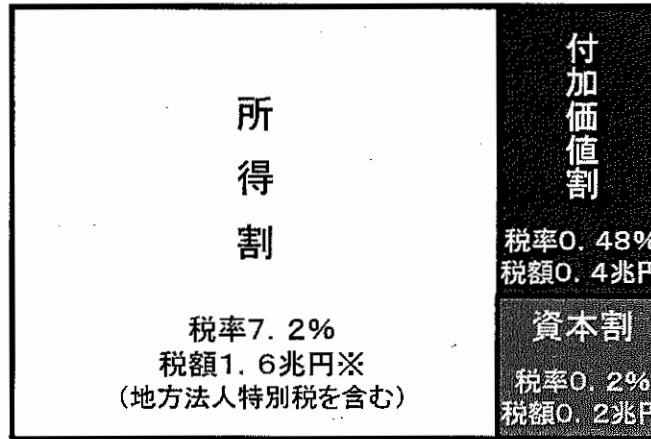 所得割
税率7．2%
税額1．6兆円※
(地方法人特別税を含む)
付加価値割
税率0．48%
税額0．4兆円
資本割
税率0．2%
税額0．2兆円